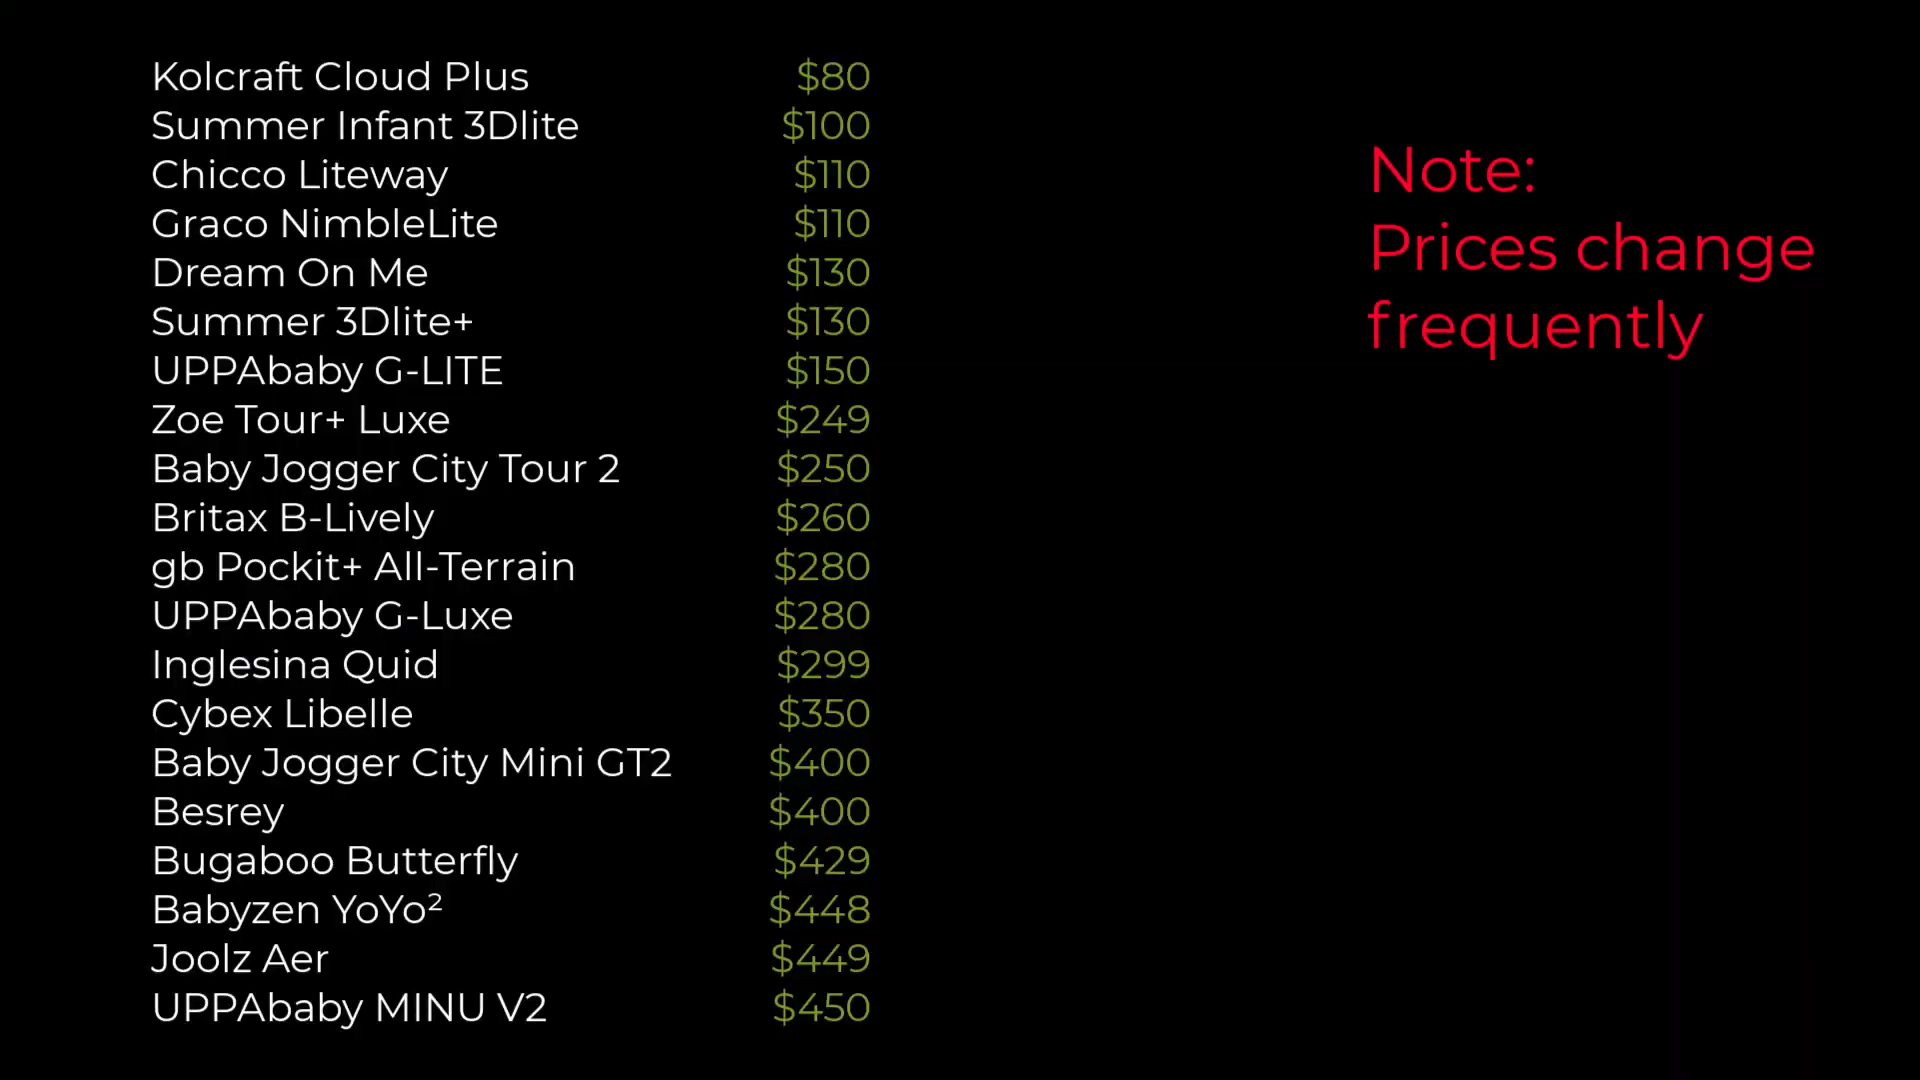 Kolcraft Cloud Plus $80
Summer Infant 3Dlite $100
Chicco Liteway $110
Graco NimbleLite $110
Dream On Me $130
Summer 3Dlite+ $130
UPPAbaby G-LITE $150
Zoe Tour+ Luxe $249
Baby Jogger City Tour 2 $250
Britax B-Lively $260
gb Pockit+ All-Terrain $280
UPPAbaby G-Luxe $280
Inglesina Quid $299
Cybex Libelle $350
Baby Jogger City Mini GT2 $400
Besrey $400
Bugaboo Butterfly $429
Babyzen YoYo² $448
Joolz Aer $449
UPPAbaby MINU V2 $450
Note:
Prices change
frequently